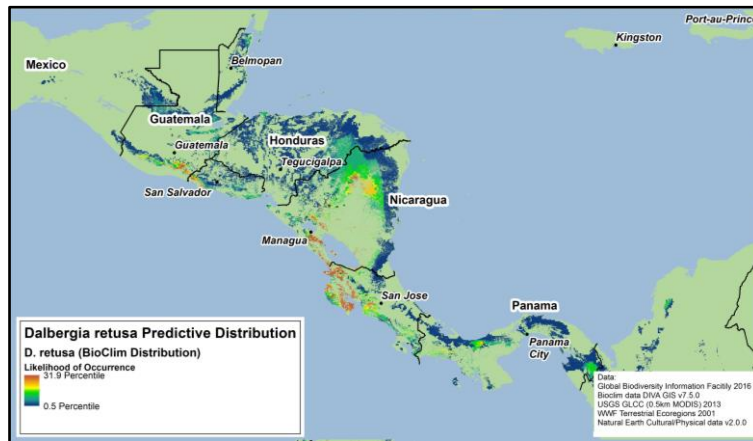 Port-au-Prince
Kingston
Mexico
Belmopan
Guatemala
Guatemala
Honduras
Tegucigalpa
San Salvador
Nicaragua
Managua
San Jose
Panama
Panama City
Dalbergia retusa Predictive Distribution
D. retusa (BioClim Distribution)
Likelihood of Occurrence
31.9 Percentile
0.5 Percentile
Data:
Global Biodiversity Information Facitily 2016
Bioclim data DIVA GIS v7.5.0
USGS GLCC (0.5km MODIS) 2013
WWF Terrestrial Ecoregions 2001
Natural Earth Cultural/Physical data v2.0.0